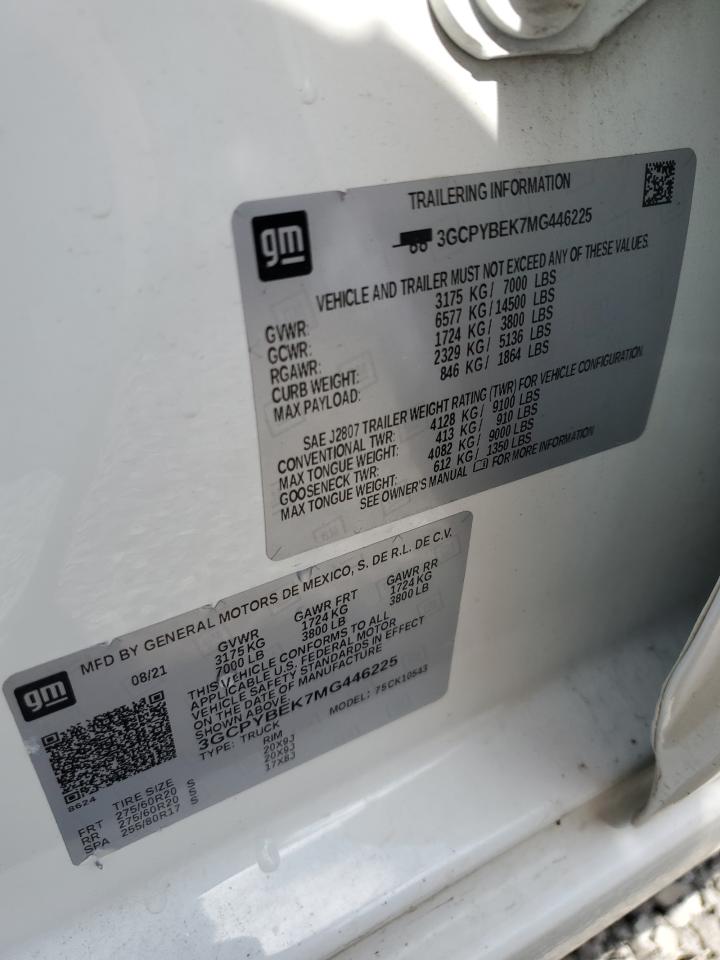 TRAILERING INFORMATION
gm
3GCPYBEK7MG446225
VEHICLE AND TRAILER MUST NOT EXCEED ANY OF THESE VALUES.
GVWR: 3175 KG/ 7000 LBS
GCWR: 6577 KG/14500 LBS
RGAWR: 1724 KG/ 3800 LBS
CURB WEIGHT: 2329 KG/ 5136 LBS
MAX PAYLOAD: 846 KG/ 1864 LBS
SAE J2807 TRAILER WEIGHT RATING (TWR) FOR VEHICLE CONFIGURATION
CONVENTIONAL TWR: 4128 KG/ 9100 LBS
MAX TONGUE WEIGHT: 413 KG/ 910 LBS
GOOSENECK TWR: 4082 KG/ 9000 LBS
MAX TONGUE WEIGHT: 612 KG/ 1350 LBS
SEE OWNER'S MANUAL FOR MORE INFORMATION
gm
MFD BY GENERAL MOTORS DE MEXICO, S. DE R.L. DE C.V.
08/21
GVWR GAWR FRT GAWR RR
3175 KG 1724 KG 1724 KG
7000 LB 3800 LB 3800 LB
THIS VEHICLE CONFORMS TO ALL
APPLICABLE U.S. FEDERAL MOTOR
VEHICLE SAFETY STANDARDS IN EFFECT
ON THE DATE OF MANUFACTURE
SHOWN ABOVE.
3GCPYBEK7MG446225
TYPE: TRUCK MODEL: 75CK10543
8624
TIRE SIZE RIM
FRT 275/60R20 S 20X9J
RR 275/60R20 S 20X9J
SPA 255/80R17 S 17X8J